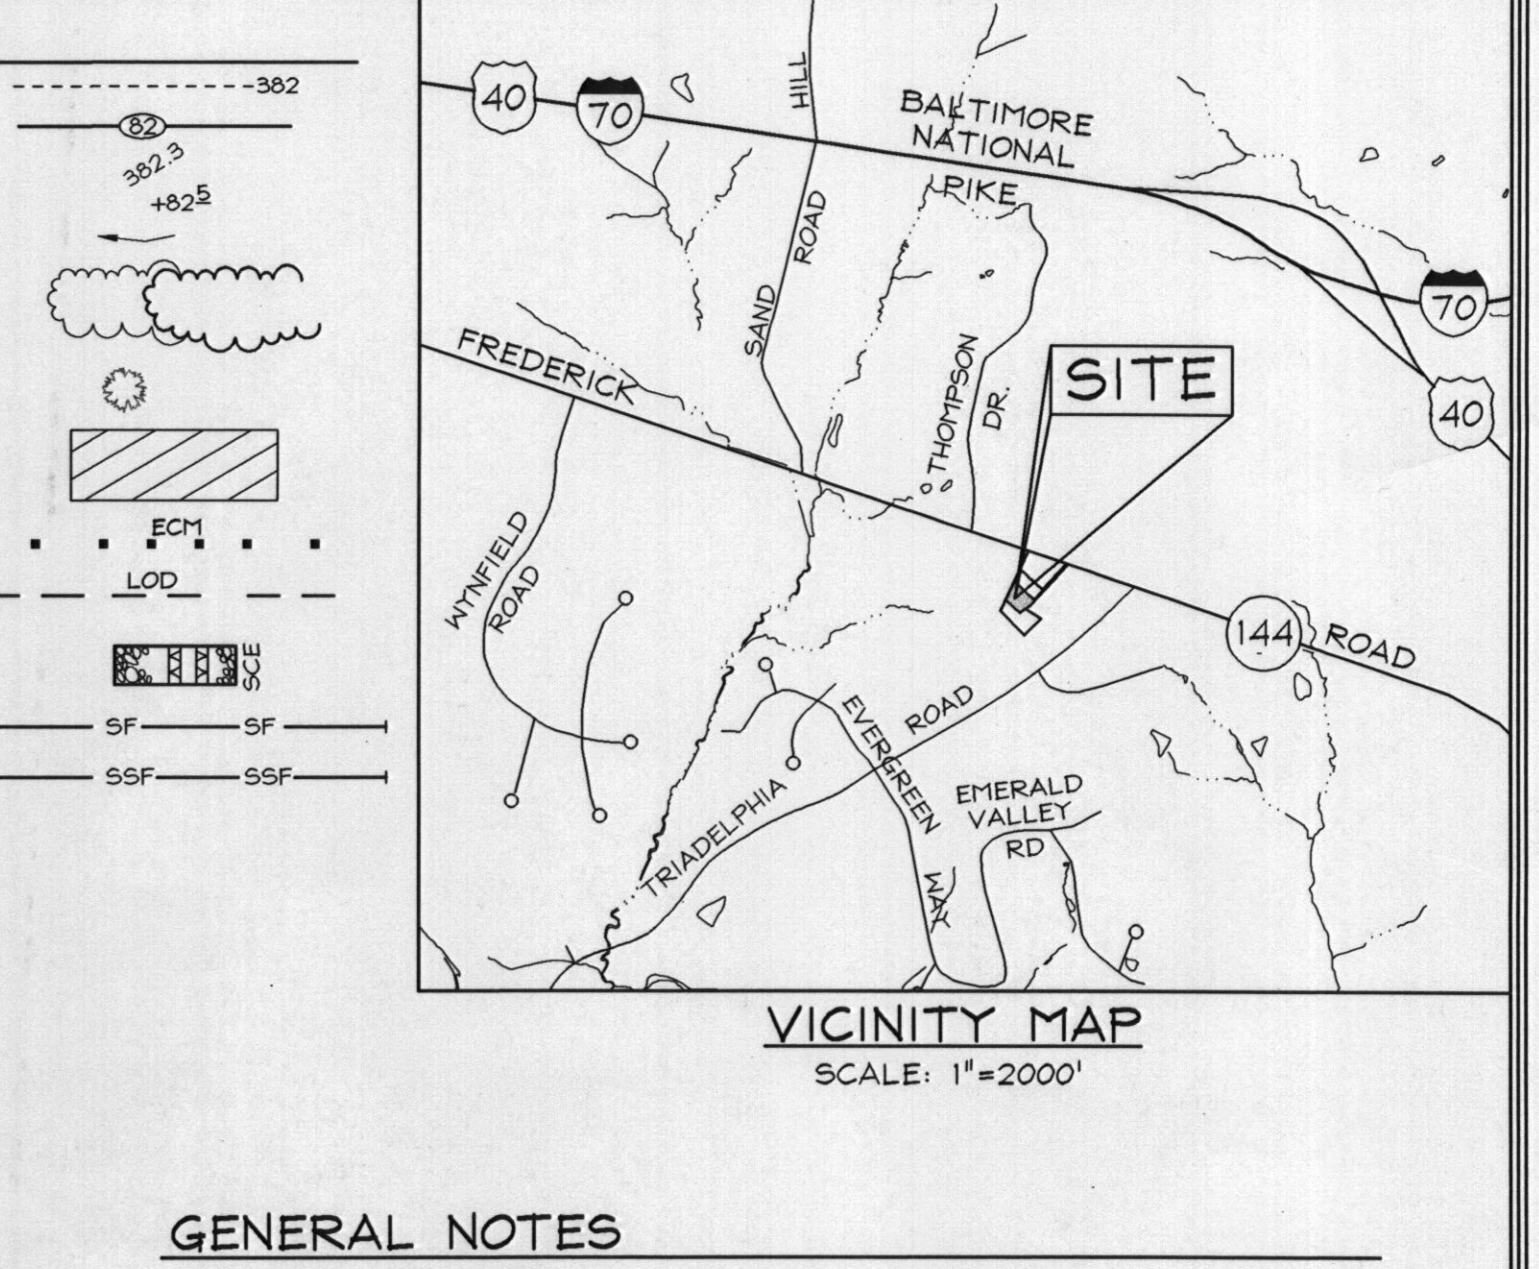 382
82
382.3
+82 5
ECM
LOD
SCE
SF SF
SSF SSF
40
70
HILL
BALTIMORE
NATIONAL
PIKE
SAND ROAD
70
40
FREDERICK
THOMPSON
DR.
SITE
WYNFIELD
ROAD
144
ROAD
EVERGREEN
WAY
TRIADELPHIA ROAD
EMERALD
VALLEY
RD
VICINITY MAP
SCALE: 1"=2000'
GENERAL NOTES